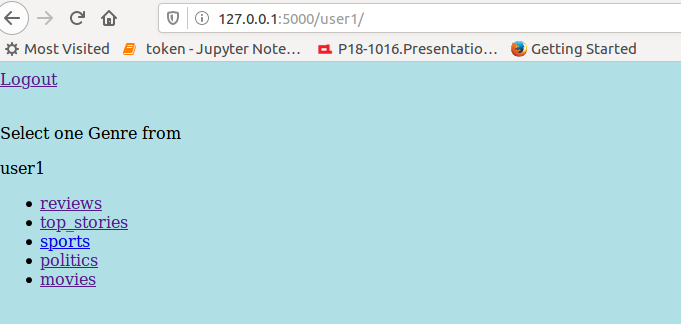 127.0.0.1:5000/user1/
Most Visited token - Jupyter Note... P18-1016.Presentatio... Getting Started
Logout
Select one Genre from
user1
reviews
top_stories
sports
politics
movies